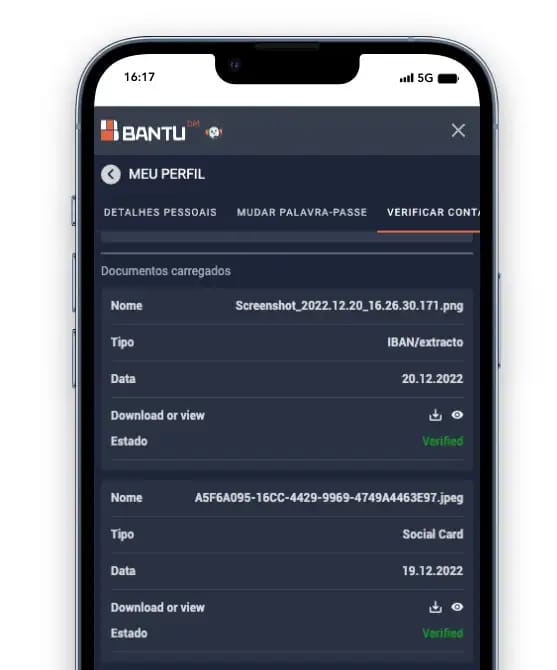 16:17
5G
BANTU bet
MEU PERFIL
DETALHES PESSOAIS MUDAR PALAVRA-PASSE VERIFICAR CONTA
Documentos carregados
Nome Screenshot_2022.12.20_16.26.30.171.png
Tipo IBAN/extracto
Data 20.12.2022
Download or view
Estado Verified
Nome A5F6A095-16CC-4429-9969-4749A4463E97.jpeg
Tipo Social Card
Data 19.12.2022
Download or view
Estado Verified